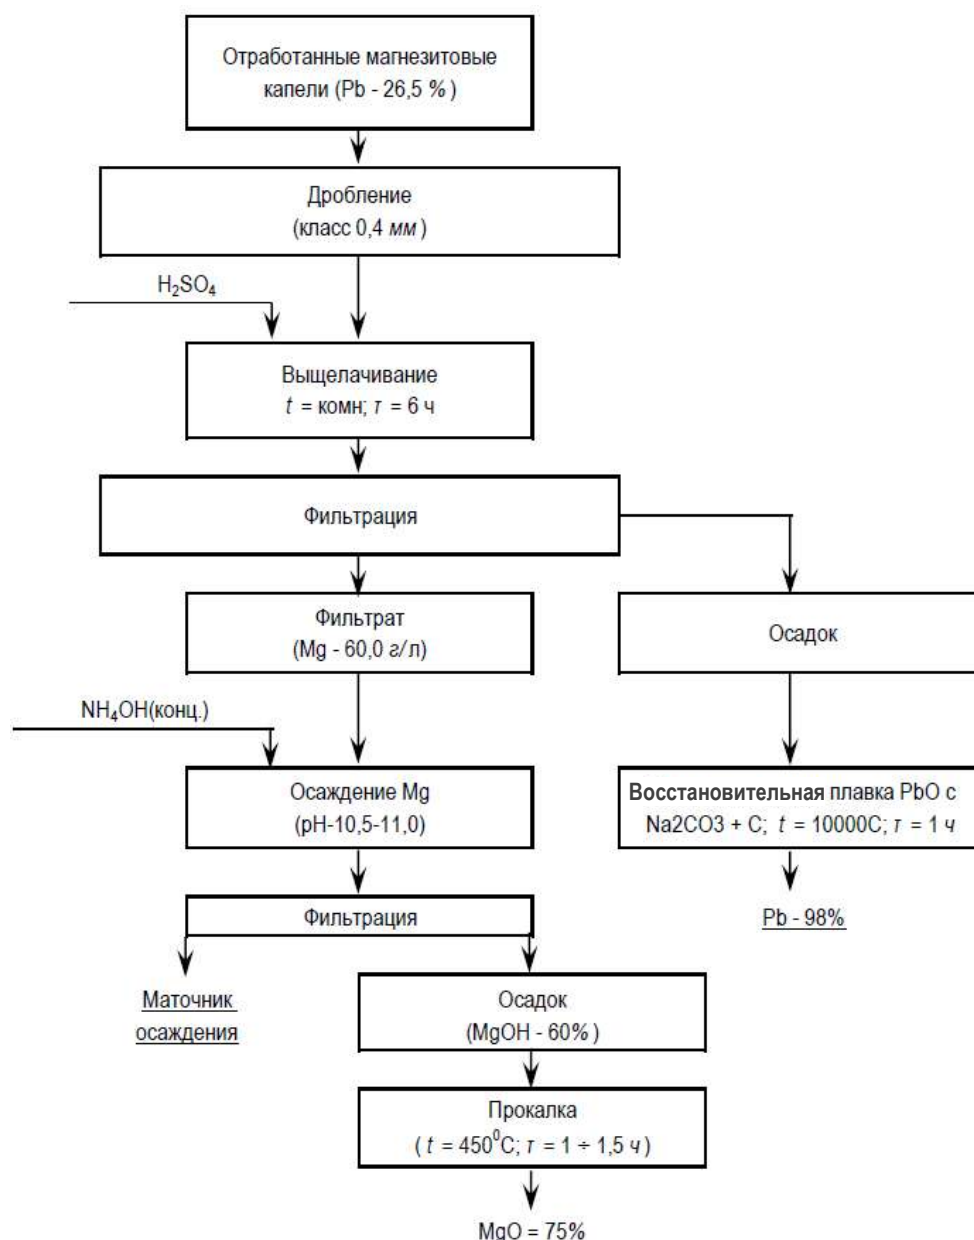 Отработанные магнезитовые
капели (Pb - 26,5 %)
Дробление
(класс 0,4 мм)
H₂SO₄
Выщелачивание
t = комн; τ = 6 ч
Фильтрация
Фильтрат
(Mg - 60,0 г/л)
Осадок
NH₄OH(конц.)
Осаждение Mg
(pH-10,5-11,0)
Восстановительная плавка PbO с
Na2CO3 + C; t = 10000C; τ = 1 ч
Фильтрация
Pb - 98%
Маточник
осаждения
Осадок
(MgOH - 60%)
Прокалка
( t = 450⁰C; τ = 1 ÷ 1,5 ч)
MgO = 75%